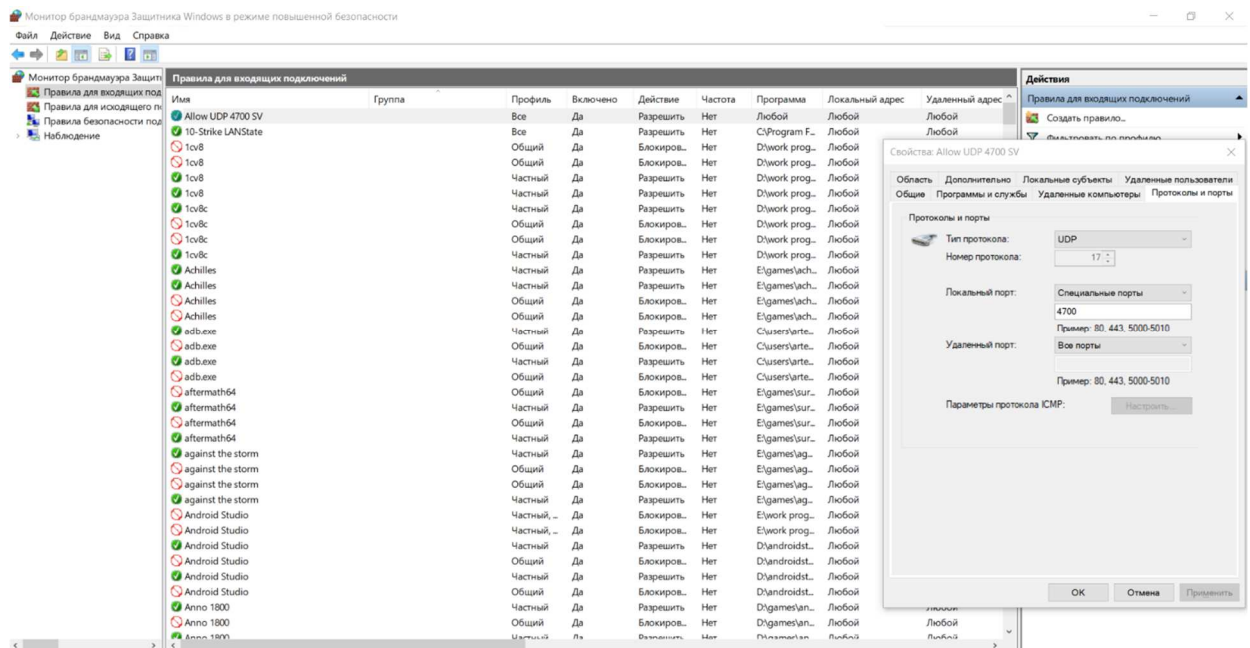 Монитор брандмауэра Защитника Windows в режиме повышенной безопасности
Файл Действие Вид Справка
Монитор брандмауэра Защит
Правила для входящих под
Правила для исходящего п
Правила безопасности под
Наблюдение
Правила для входящих подключений
Имя Группа Профиль Включено Действие Частота Программа Локальный адрес Удаленный адрес
Allow UDP 4700 SV Все Да Разрешить Нет Любой Любой Любой
10-Strike LANState Все Да Разрешить Нет C:\Program F... Любой Любой
1cv8 Общий Да Блокиров... Нет D:\work prog... Любой
1cv8 Общий Да Блокиров... Нет D:\work prog... Любой
1cv8 Частный Да Разрешить Нет D:\work prog... Любой
1cv8 Частный Да Разрешить Нет D:\work prog... Любой
1cv8c Частный Да Разрешить Нет D:\work prog... Любой
1cv8c Общий Да Блокиров... Нет D:\work prog... Любой
1cv8c Общий Да Блокиров... Нет D:\work prog... Любой
1cv8c Частный Да Разрешить Нет D:\work prog... Любой
Achilles Частный Да Разрешить Нет E:\games\ach... Любой
Achilles Частный Да Разрешить Нет E:\games\ach... Любой
Achilles Общий Да Блокиров... Нет E:\games\ach... Любой
Achilles Общий Да Блокиров... Нет E:\games\ach... Любой
adb.exe Частный Да Разрешить Нет C:\users\arte... Любой
adb.exe Общий Да Блокиров... Нет C:\users\arte... Любой
adb.exe Частный Да Разрешить Нет C:\users\arte... Любой
adb.exe Общий Да Блокиров... Нет C:\users\arte... Любой
aftermath64 Общий Да Блокиров... Нет E:\games\sur... Любой
aftermath64 Частный Да Разрешить Нет E:\games\sur... Любой
aftermath64 Общий Да Блокиров... Нет E:\games\sur... Любой
aftermath64 Частный Да Разрешить Нет E:\games\sur... Любой
against the storm Частный Да Разрешить Нет E:\games\ag... Любой
against the storm Общий Да Блокиров... Нет E:\games\ag... Любой
against the storm Общий Да Блокиров... Нет E:\games\ag... Любой
against the storm Частный Да Разрешить Нет E:\games\ag... Любой
Android Studio Частный, ... Да Блокиров... Нет E:\work prog... Любой
Android Studio Частный, ... Да Блокиров... Нет E:\work prog... Любой
Android Studio Частный Да Разрешить Нет D:\androidst... Любой
Android Studio Общий Да Блокиров... Нет D:\androidst... Любой
Android Studio Частный Да Разрешить Нет D:\androidst... Любой
Android Studio Общий Да Блокиров... Нет D:\androidst... Любой
Anno 1800 Частный Да Разрешить Нет D:\games\an... Любой Любой
Anno 1800 Общий Да Блокиров... Нет D:\games\an... Любой Любой
Anno 1800 Частный Да Разрешить Нет D:\games\an... Любой Любой
Действия
Правила для входящих подключений
Создать правило...
Фильтровать по профилю
Свойства: Allow UDP 4700 SV
Область Дополнительно Локальные субъекты Удаленные пользователи
Общие Программы и службы Удаленные компьютеры Протоколы и порты
Протоколы и порты
Тип протокола: UDP
Номер протокола: 17
Локальный порт: Специальные порты
4700
Пример: 80, 443, 5000-5010
Удаленный порт: Все порты
Пример: 80, 443, 5000-5010
Параметры протокола ICMP: Настроить...
ОК Отмена Применить